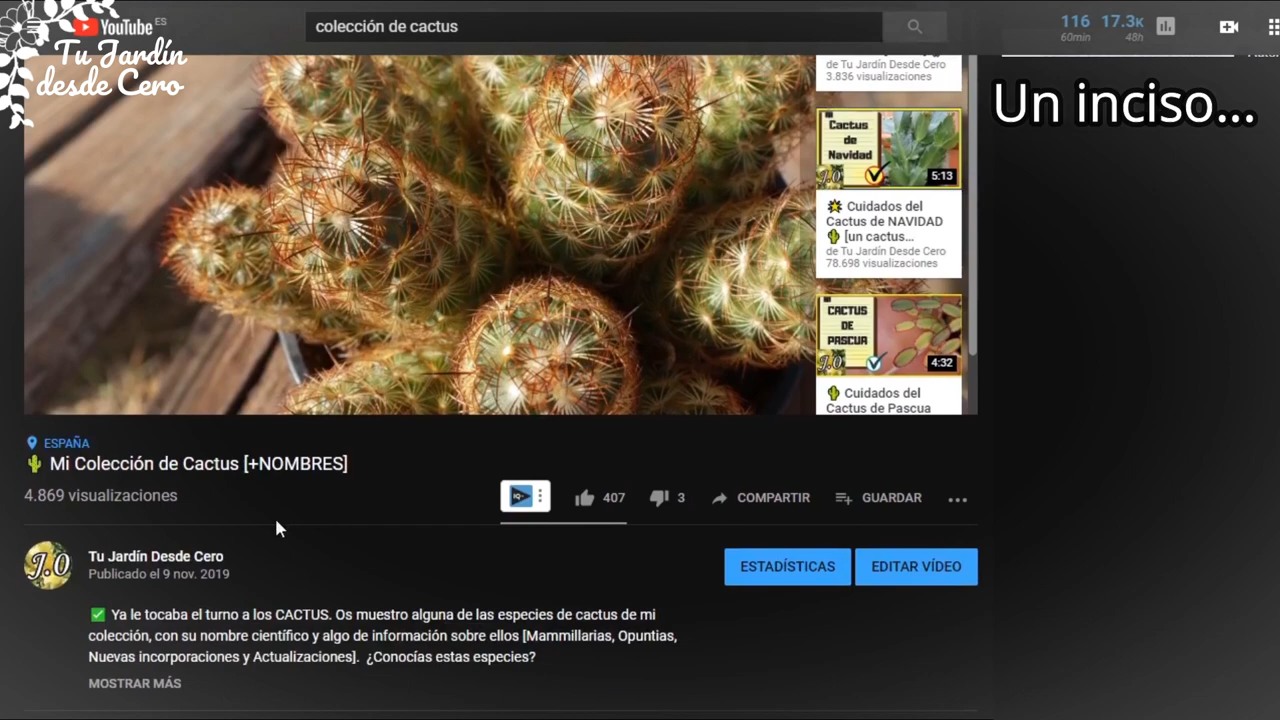 YouTube ES
colección de cactus
116
60min
17.3K
48h
Tu Jardín
desde Cero
Un inciso...
de Tu Jardín Desde Cero
3.836 visualizaciones
Cactus
de
Navidad
J.O
5:13
Cuidados del
Cactus de NAVIDAD
[un cactus...
de Tu Jardín Desde Cero
78.698 visualizaciones
CACTUS
DE
PASCUA
J.O
4:32
Cuidados del
Cactus de Pascua
ESPAÑA
Mi Colección de Cactus [+NOMBRES]
4.869 visualizaciones
407
3
COMPARTIR
GUARDAR
J.O
Tu Jardín Desde Cero
Publicado el 9 nov. 2019
ESTADÍSTICAS
EDITAR VÍDEO
Ya le tocaba el turno a los CACTUS. Os muestro alguna de las especies de cactus de mi
colección, con su nombre científico y algo de información sobre ellos [Mammillarias, Opuntias,
Nuevas incorporaciones y Actualizaciones]. ¿Conocías estas especies?
MOSTRAR MÁS